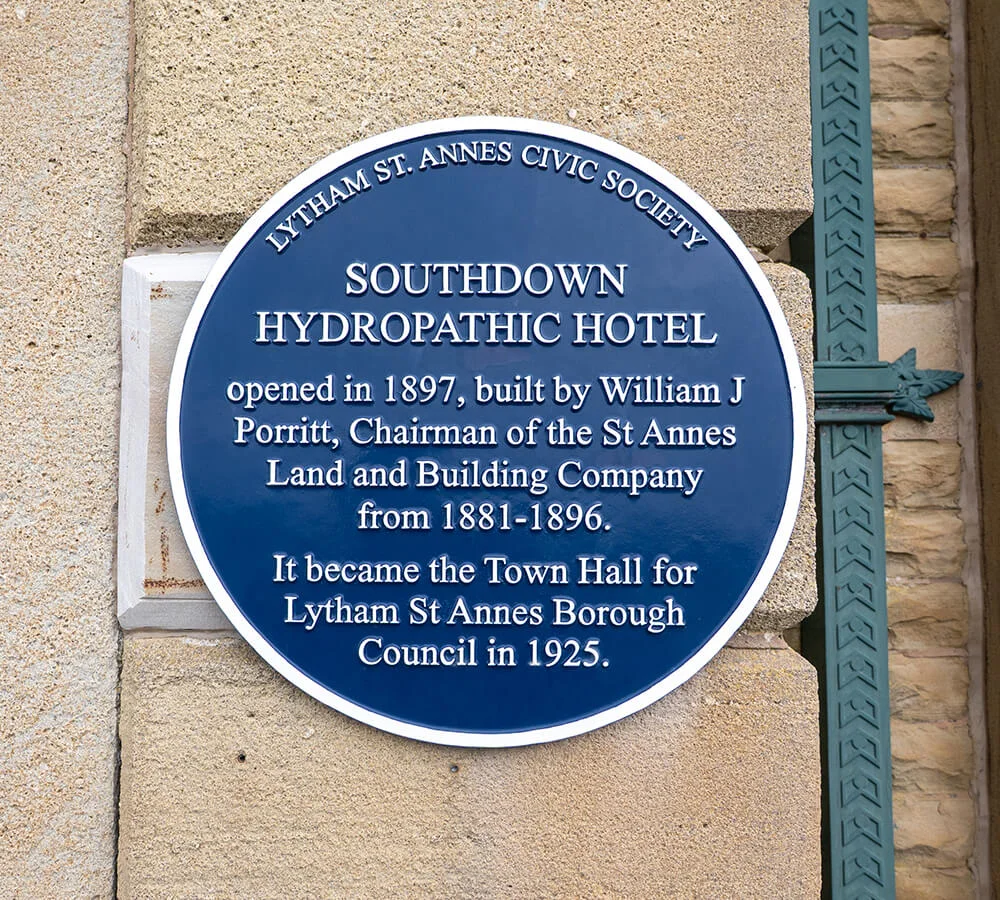 LYTHAM ST. ANNES CIVIC SOCIETY
SOUTHDOWN
HYDROPATHIC HOTEL
opened in 1897, built by William J
Porritt, Chairman of the St Annes
Land and Building Company
from 1881-1896.
It became the Town Hall for
Lytham St Annes Borough
Council in 1925.